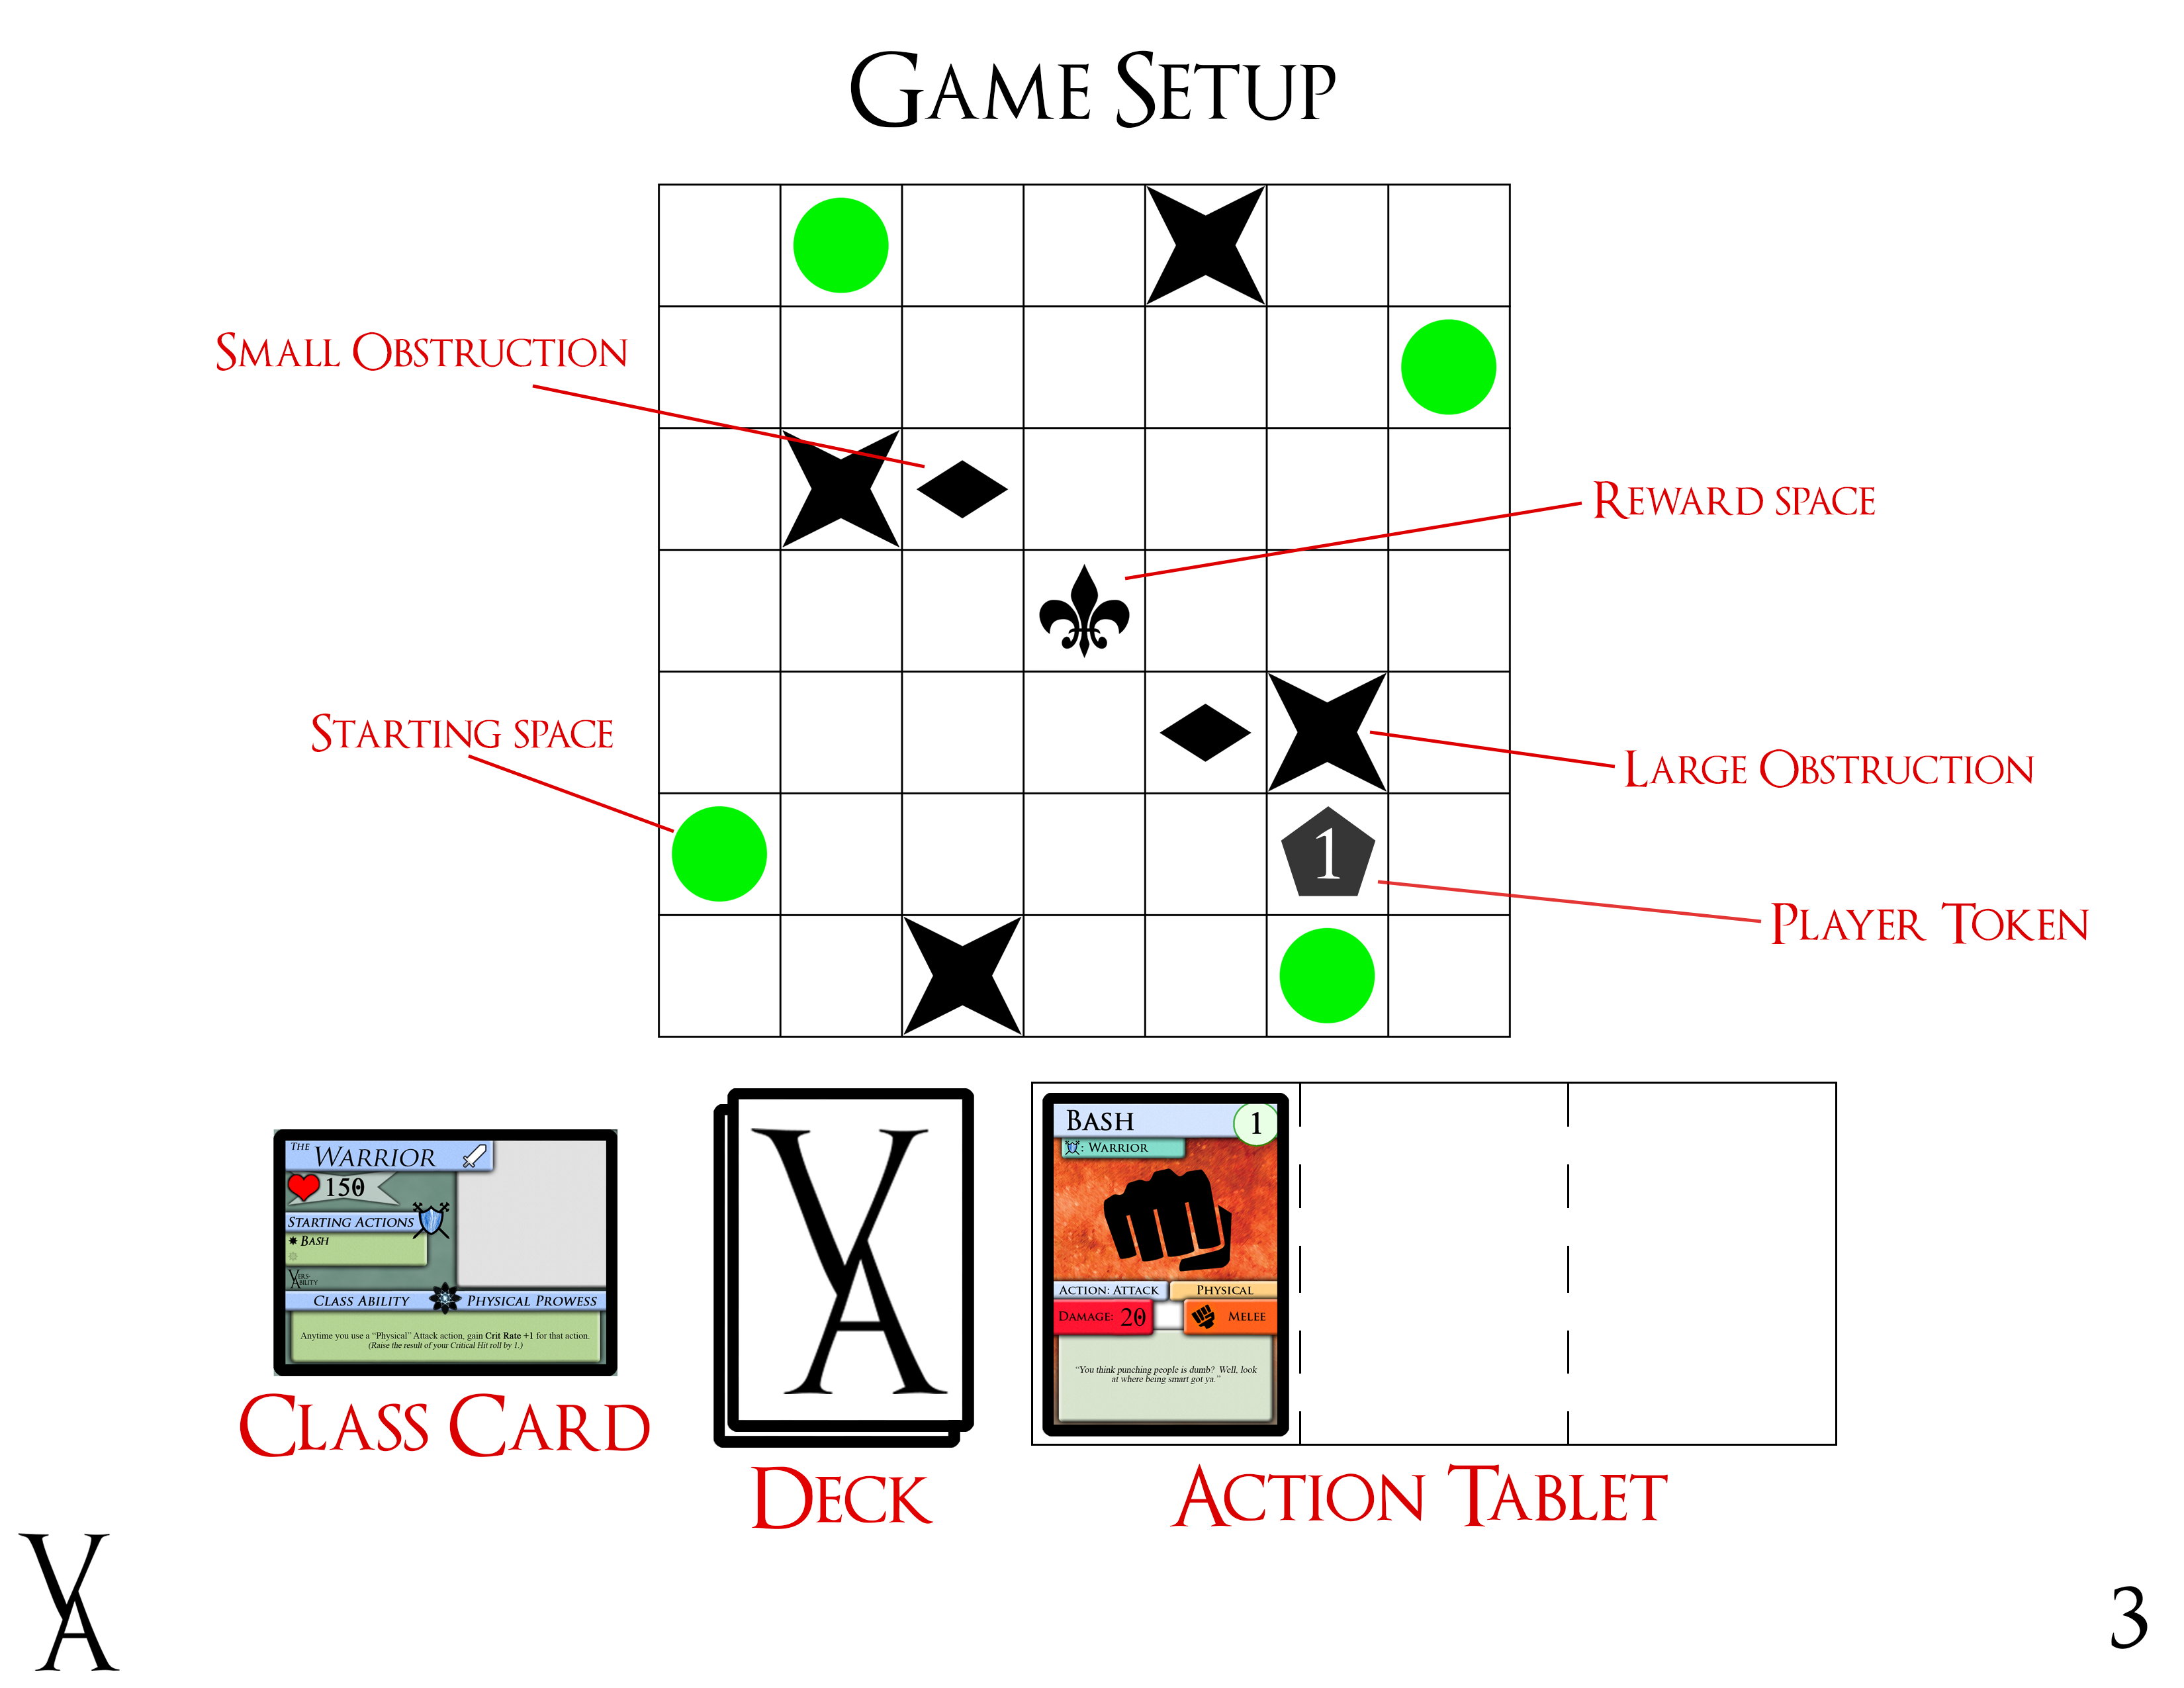 Game Setup
Small Obstruction
Reward space
Starting space
Large Obstruction
1
Player Token
The Warrior
150
Starting Actions
Bash
Vers-
Ability
Class Ability Physical Prowess
Anytime you use a “Physical” Attack action, gain Crit Rate +1 for that action.
(Raise the result of your Critical Hit roll by 1.)
Class Card
VA
Deck
Bash 1
: Warrior
Action: Attack Physical
Damage: 20 Melee
“You think punching people is dumb? Well, look
at where being smart got ya.”
Action Tablet
VA
3